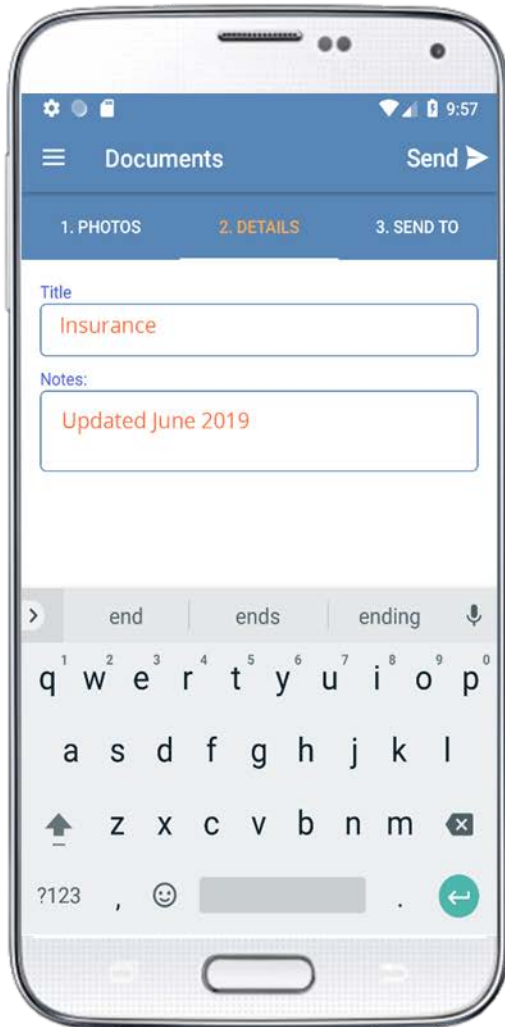 9:57
Documents Send
1. PHOTOS 2. DETAILS 3. SEND TO
Title
Insurance
Notes:
Updated June 2019
end ends ending
1 2 3 4 5 6 7 8 9 0
q w e r t y u i o p
a s d f g h j k l
z x c v b n m
?123 , .